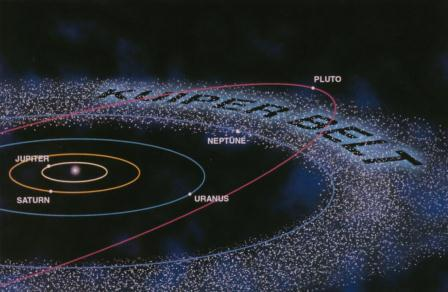 PLUTO
KUIPER BELT
NEPTUNE
JUPITER
SATURN
URANUS